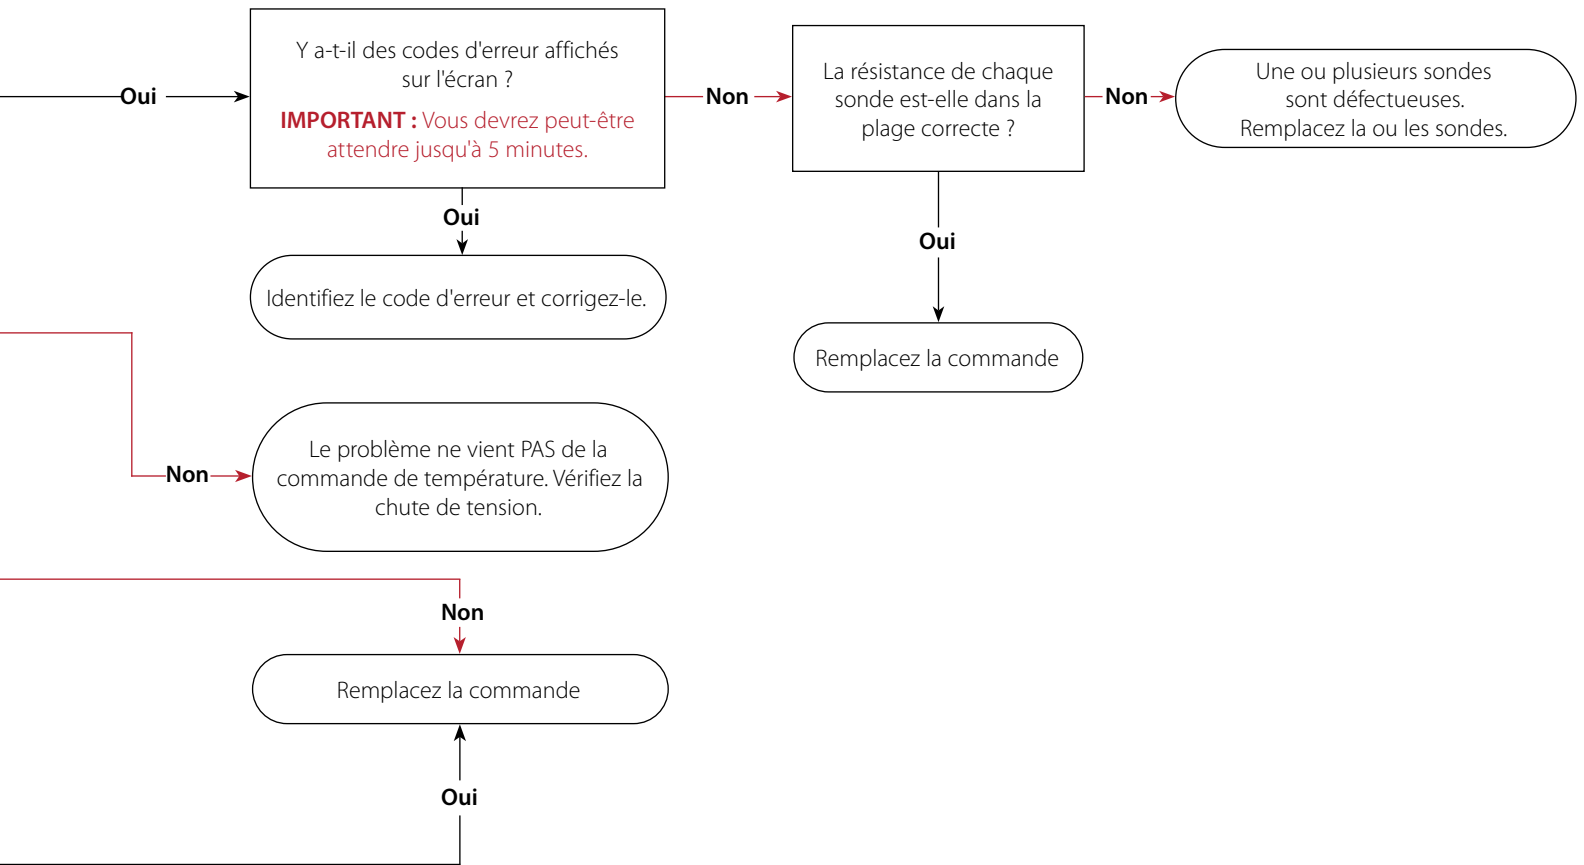 Oui
Y a-t-il des codes d'erreur affichés
sur l'écran ?
IMPORTANT : Vous devrez peut-être
attendre jusqu'à 5 minutes.
Non
La résistance de chaque
sonde est-elle dans la
plage correcte ?
Non
Une ou plusieurs sondes
sont défectueuses.
Remplacez la ou les sondes.
Oui
Identifiez le code d'erreur et corrigez-le.
Oui
Remplacez la commande
Non
Le problème ne vient PAS de la
commande de température. Vérifiez la
chute de tension.
Non
Remplacez la commande
Oui